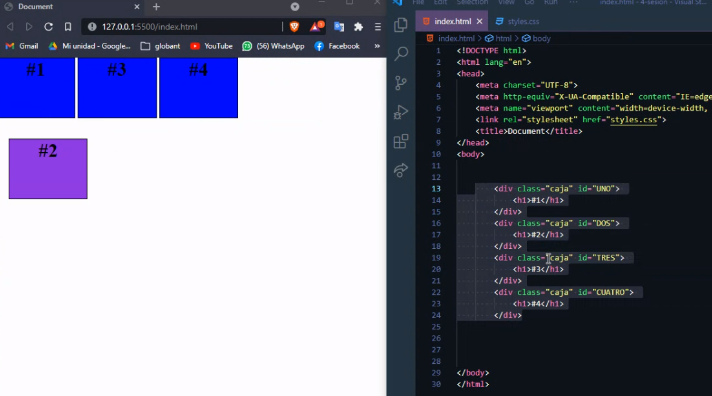 Document
127.0.0.1:5500/index.html
Gmail
Mi unidad - Google...
globant
YouTube
(56) WhatsApp
Facebook
#1
#3
#4
#2
File Edit Selection View Go Run
index.html - 4-sesion - Visual St
index.html
styles.css
index.html > html > body
1 <!DOCTYPE html>
2 <html lang="en">
3 <head>
4 <meta charset="UTF-8">
5 <meta http-equiv="X-UA-Compatible" content="IE=edge
6 <meta name="viewport" content="width=device-width,
7 <link rel="stylesheet" href="styles.css">
8 <title>Document</title>
9 </head>
10 <body>
11
12
13 <div class="caja" id="UNO">
14 <h1>#1</h1>
15 </div>
16 <div class="caja" id="DOS">
17 <h1>#2</h1>
18 </div>
19 <div class="caja" id="TRES">
20 <h1>#3</h1>
21 </div>
22 <div class="caja" id="CUATRO">
23 <h1>#4</h1>
24 </div>
25
26
27
28
29 </body>
30 </html>